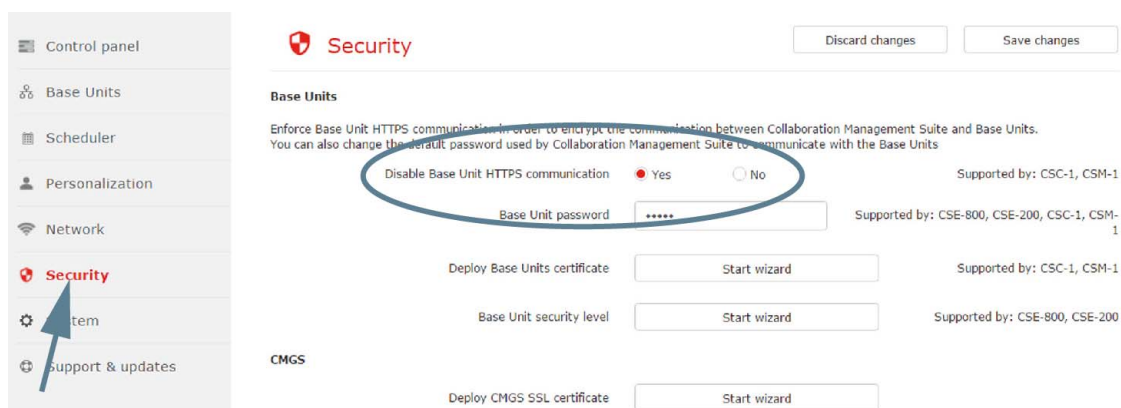 Control panel
Base Units
Scheduler
Personalization
Network
Security
Support & updates
Security
Discard changes
Save changes
Base Units
Enforce Base Unit HTTPS communication in order to encrypt the communication between Collaboration Management Suite and Base Units.
You can also change the default password used by Collaboration Management Suite to communicate with the Base Units
Disable Base Unit HTTPS communication Yes No Supported by: CSC-1, CSM-1
Base Unit password ***** Supported by: CSE-800, CSE-200, CSC-1, CSM-
1
Deploy Base Units certificate Start wizard Supported by: CSC-1, CSM-1
Base Unit security level Start wizard Supported by: CSE-800, CSE-200
CMGS
Deploy CMGS SSL certificate Start wizard